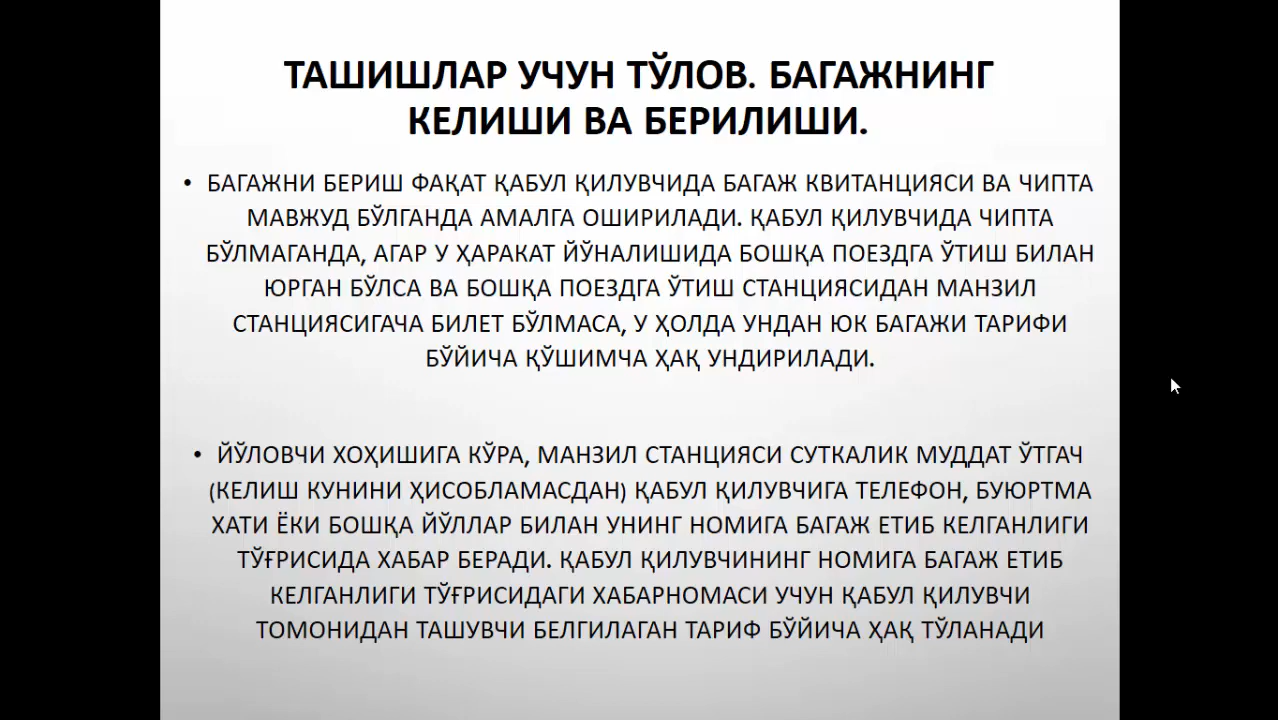 ТАШИШЛАР УЧУН ТЎЛОВ. БАГАЖНИНГ
КЕЛИШИ ВА БЕРИЛИШИ.
• БАГАЖНИ БЕРИШ ФАҚАТ ҚАБУЛ ҚИЛУВЧИДА БАГАЖ КВИТАНЦИЯСИ ВА ЧИПТА
МАВЖУД БЎЛГАНДА АМАЛГА ОШИРИЛАДИ. ҚАБУЛ ҚИЛУВЧИДА ЧИПТА
БЎЛМАГАНДА, АГАР У ҲАРАКАТ ЙЎНАЛИШИДА БОШҚА ПОЕЗДГА ЎТИШ БИЛАН
ЮРГАН БЎЛСА ВА БОШҚА ПОЕЗДГА ЎТИШ СТАНЦИЯСИДАН МАНЗИЛ
СТАНЦИЯСИГАЧА БИЛЕТ БЎЛМАСА, У ҲОЛДА УНДАН ЮК БАГАЖИ ТАРИФИ
БЎЙИЧА ҚЎШИМЧА ҲАҚ УНДИРИЛАДИ.
• ЙЎЛОВЧИ ХОҲИШИГА КЎРА, МАНЗИЛ СТАНЦИЯСИ СУТКАЛИК МУДДАТ ЎТГАЧ
(КЕЛИШ КУНИНИ ҲИСОБЛАМАСДАН) ҚАБУЛ ҚИЛУВЧИГА ТЕЛЕФОН, БУЮРТМА
ХАТИ ЁКИ БОШҚА ЙЎЛЛАР БИЛАН УНИНГ НОМИГА БАГАЖ ЕТИБ КЕЛГАНЛИГИ
ТЎҒРИСИДА ХАБАР БЕРАДИ. ҚАБУЛ ҚИЛУВЧИНИНГ НОМИГА БАГАЖ ЕТИБ
КЕЛГАНЛИГИ ТЎҒРИСИДАГИ ХАБАРНОМАСИ УЧУН ҚАБУЛ ҚИЛУВЧИ
ТОМОНИДАН ТАШУВЧИ БЕЛГИЛАГАН ТАРИФ БЎЙИЧА ҲАҚ ТЎЛАНАДИ